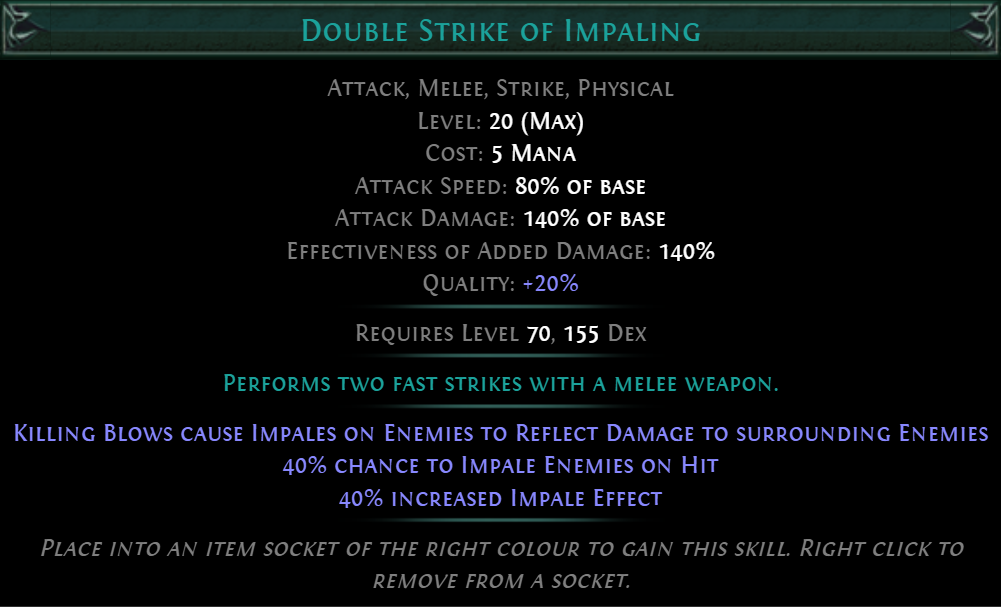 Double Strike of Impaling
Attack, Melee, Strike, Physical
Level: 20 (Max)
Cost: 5 Mana
Attack Speed: 80% of base
Attack Damage: 140% of base
Effectiveness of Added Damage: 140%
Quality: +20%
Requires Level 70, 155 Dex
Performs two fast strikes with a melee weapon.
Killing Blows cause Impales on Enemies to Reflect Damage to surrounding Enemies
40% chance to Impale Enemies on Hit
40% increased Impale Effect
Place into an item socket of the right colour to gain this skill. Right click to
remove from a socket.